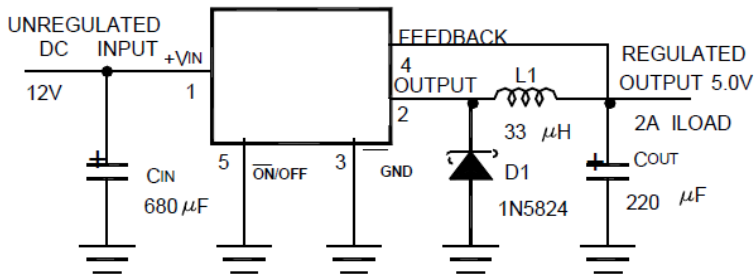 UNREGULATED
DC INPUT
+VIN
FEEDBACK
REGULATED
4
OUTPUT
L1
OUTPUT 5.0V
12V
1
2
33 μH
2A ILOAD
5
ON/OFF
3
GND
D1
COUT
CIN
680 μF
1N5824
220 μF